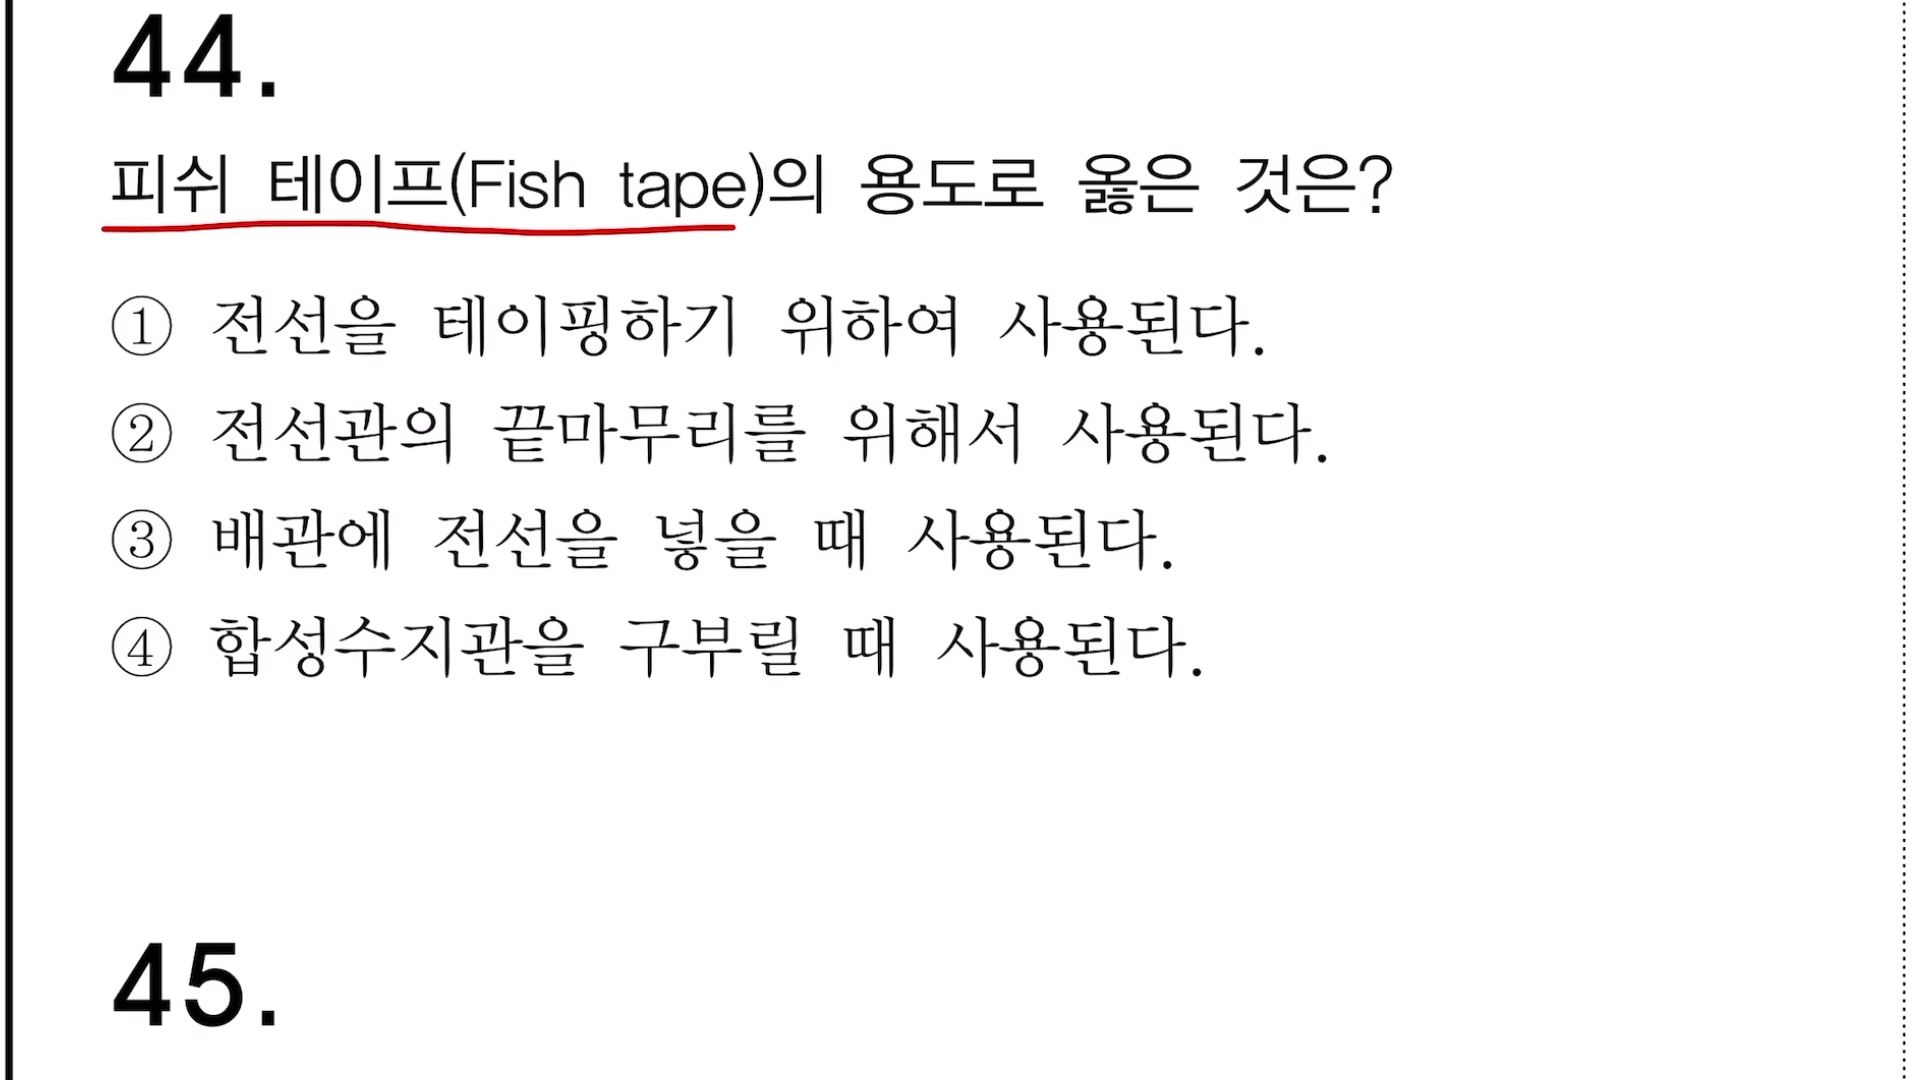 44.
피쉬 테이프(Fish tape)의 용도로 옳은 것은?
① 전선을 테이핑하기 위하여 사용된다.
② 전선관의 끝마무리를 위해서 사용된다.
③ 배관에 전선을 넣을 때 사용된다.
④ 합성수지관을 구부릴 때 사용된다.
45.